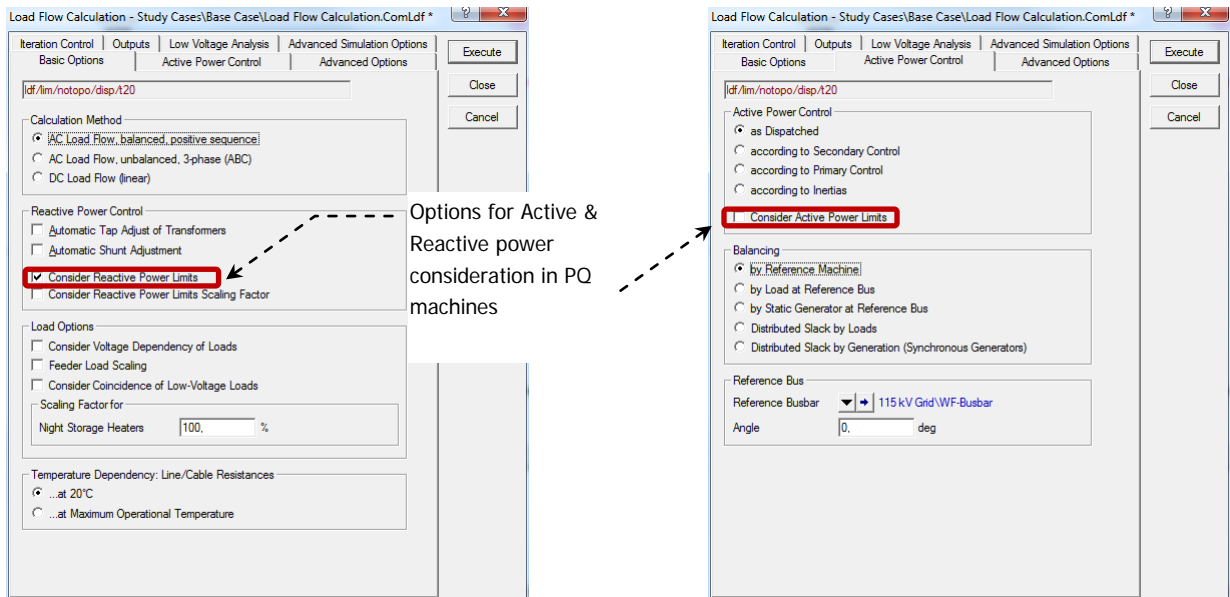 Load Flow Calculation - Study Cases\Base Case\Load Flow Calculation.ComLdf *
Iteration Control
Outputs
Low Voltage Analysis
Advanced Simulation Options
Basic Options
Active Power Control
Advanced Options
Execute
Close
Cancel
ldf/lim/notopo/disp/t20
Calculation Method
AC Load Flow, balanced, positive sequence
AC Load Flow, unbalanced, 3-phase (ABC)
DC Load Flow (linear)
Reactive Power Control
Automatic Tap Adjust of Transformers
Automatic Shunt Adjustment
Consider Reactive Power Limits
Consider Reactive Power Limits Scaling Factor
Load Options
Consider Voltage Dependency of Loads
Feeder Load Scaling
Consider Coincidence of Low-Voltage Loads
Scaling Factor for
Night Storage Heaters 100, %
Temperature Dependency: Line/Cable Resistances
...at 20°C
...at Maximum Operational Temperature
Options for Active &
Reactive power
consideration in PQ
machines
Load Flow Calculation - Study Cases\Base Case\Load Flow Calculation.ComLdf *
Iteration Control
Outputs
Low Voltage Analysis
Advanced Simulation Options
Basic Options
Active Power Control
Advanced Options
Execute
Close
Cancel
ldf/lim/notopo/disp/t20
Active Power Control
as Dispatched
according to Secondary Control
according to Primary Control
according to Inertias
Consider Active Power Limits
Balancing
by Reference Machine
by Load at Reference Bus
by Static Generator at Reference Bus
Distributed Slack by Loads
Distributed Slack by Generation (Synchronous Generators)
Reference Bus
Reference Busbar 115 kV Grid\WF-Busbar
Angle 0, deg